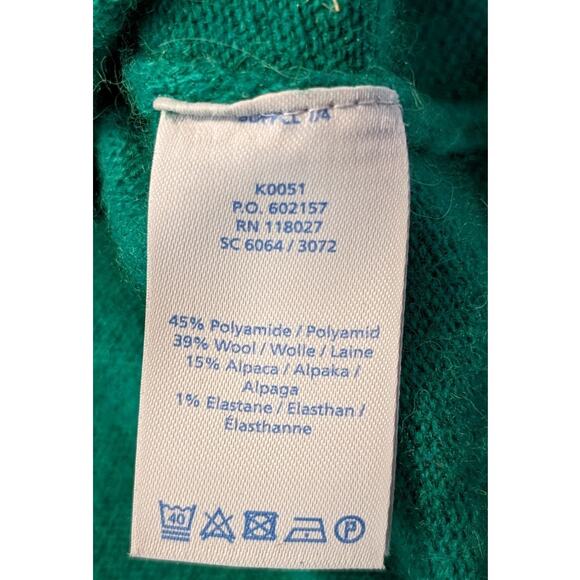 K0051
P.O. 602157
RN 118027
SC 6064 / 3072
45% Polyamide / Polyamid
39% Wool / Wolle / Laine
15% Alpaca / Alpaka /
Alpaga
1% Elastane / Elasthan /
Élasthanne
40
P